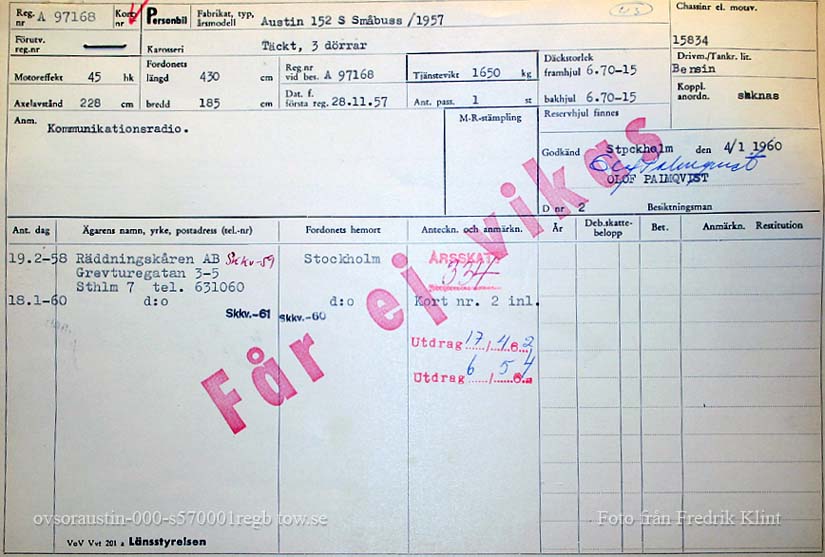 Reg. nr A 97168 Kort nr Personbil Fabrikat, typ, årsmodell Austin 152 S Småbuss /1957 Chassinr el. motnr.
Förutv. reg.nr Karosseri Täckt, 3 dörrar 15834
Motoreffekt 45 hk Fordonets längd 430 cm Reg.nr vid bes. A 97168 Tjänstevikt 1650 kg Däckstorlek framhjul 6.70-15 Drivm./Tankr. lit. Bensin
Axelavstånd 228 cm bredd 185 cm Dat. f. första reg. 28.11.57 Ant. pass. 1 st bakhjul 6.70-15 Koppl. anordn. saknas
Anm. Kommunikationsradio. M-R-stämpling Reservhjul finnes
Godkänd Stockholm den 4/1 1960
Olof Palmqvist
OLOF PALMQVIST
D nr 2 Besiktningsman
Får ej vikas
Ant. dag Ägarens namn, yrke, postadress (tel.-nr) Fordonets hemort Anteckn. och anmärkn. År Deb.skatte-belopp Bet. Anmärkn. Restitution
19.2-58 Räddningskåren AB Skkv-59 Stockholm ÅRSSKATT
Grevturegatan 3-5 334
Sthlm 7 tel. 631060
18.1-60 d:o d:o Kort nr. 2 inl.
Skkv.-61 Skkv.-60
Utdrag 17/4 62
Utdrag 6/5 64
ovsoraustin-000-s570001regb tow.se Foto från Fredrik Klint
VoV Vvt 201 a Länsstyrelsen